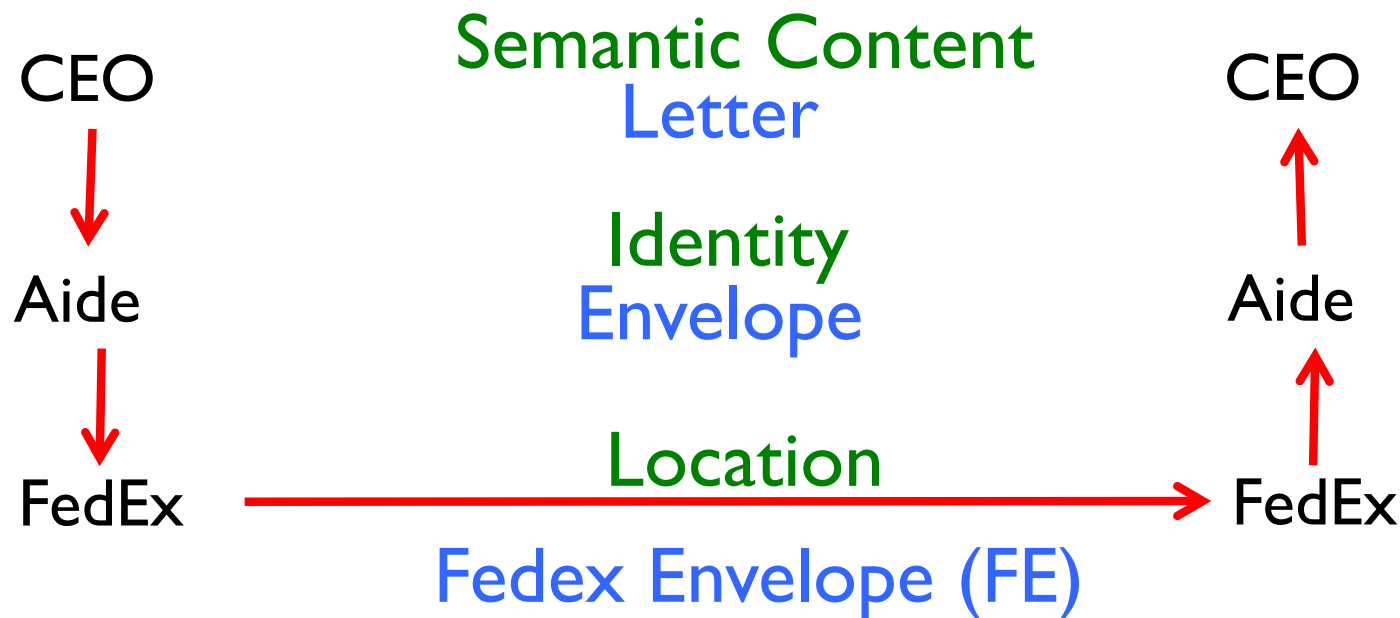 Semantic Content
CEO
CEO
Letter
Identity
Aide
Envelope
Aide
Location
FedEx
FedEx
Fedex Envelope (FE)